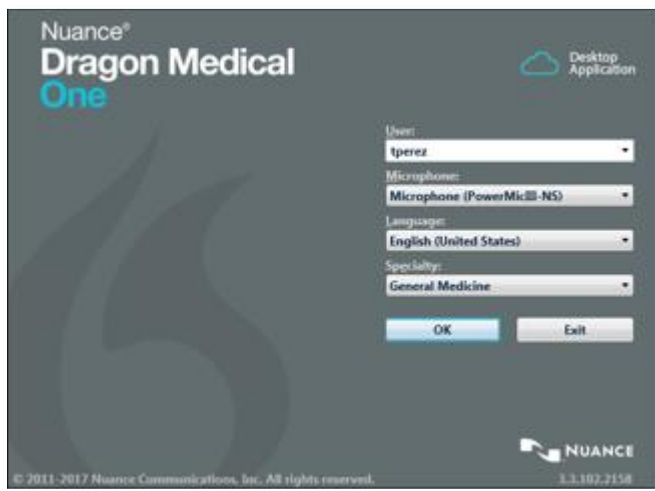 Nuance®
Dragon Medical
One
Desktop
Application
User:
tperez
Microphone:
Microphone (PowerMicIII-NS)
Language:
English (United States)
Specialty:
General Medicine
OK
Exit
NUANCE
© 2011-2017 Nuance Communications, Inc. All rights reserved.
3.3.102.2158